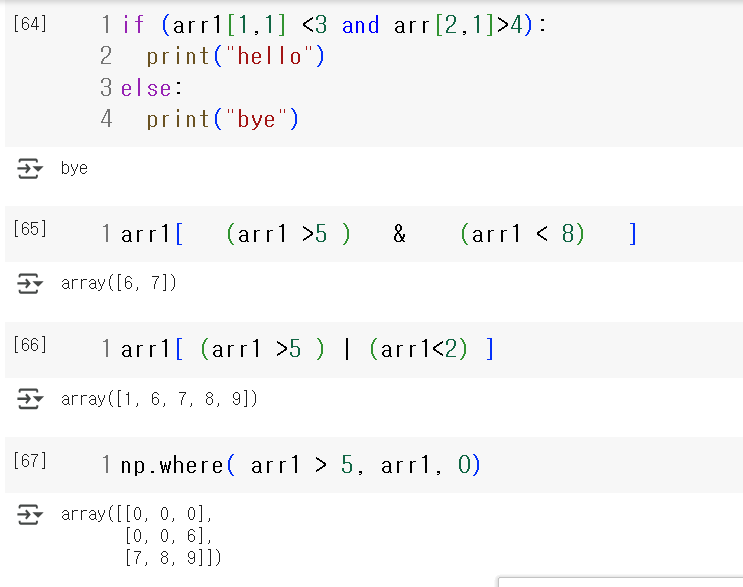 [64] 1 if (arr1[1,1] <3 and arr[2,1]>4):
2   print("hello")
3 else:
4   print("bye")
bye
[65] 1 arr1[   (arr1 >5 )   &    (arr1 < 8)   ]
array([6, 7])
[66] 1 arr1[ (arr1 >5 ) | (arr1<2) ]
array([1, 6, 7, 8, 9])
[67] 1 np.where( arr1 > 5, arr1, 0)
array([[0, 0, 0],
       [0, 0, 6],
       [7, 8, 9]])